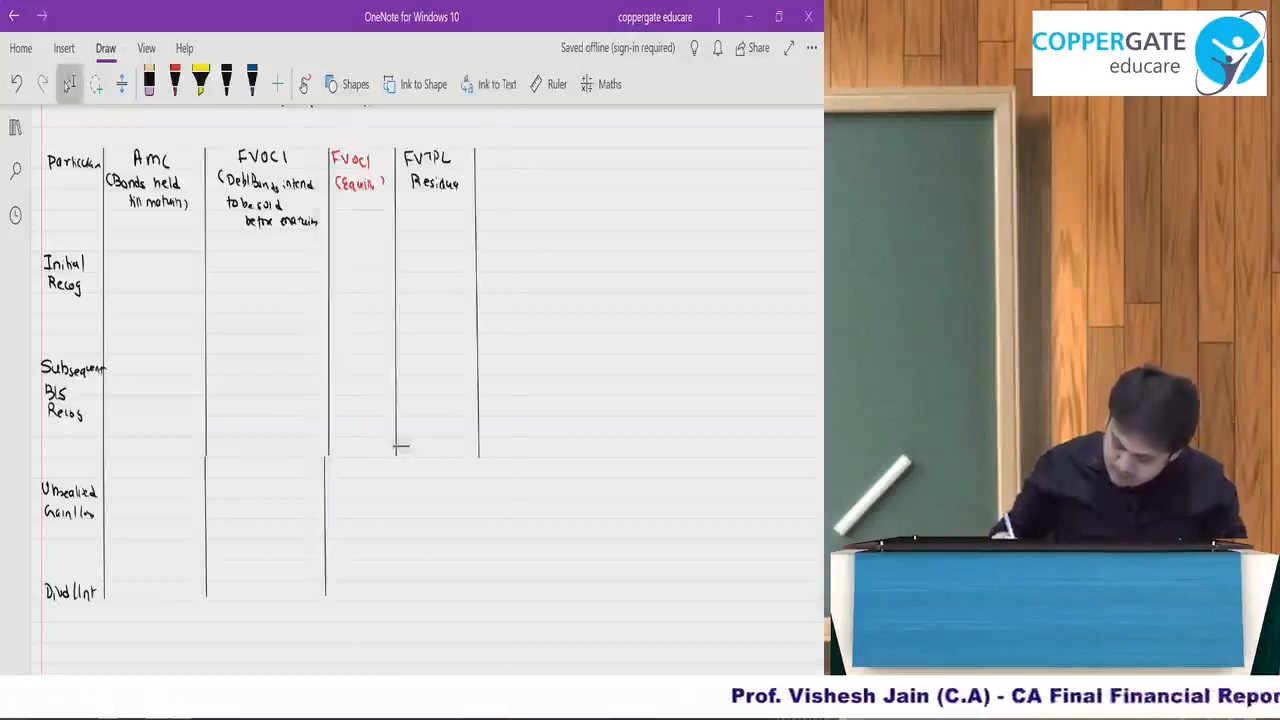 OneNote for Windows 10
coppergate educare
Home Insert Draw View Help
Saved offline (sign-in required)
Share
Shapes
Ink to Shape
Ink to Text
Ruler
Maths
COPPERGATE
educare
Particulars
AMC
(Bonds held
till maturity)
FVOCI
(Debt Bonds intend
to be sold
before maturity
FVOCI
(Equity)
FVTPL
Residua
Initial
Recog
Subsequent
B/S
Recog
Unrealized
Gain/Loss
Divd/Int
Prof. Vishesh Jain (C.A) - CA Final Financial Repor